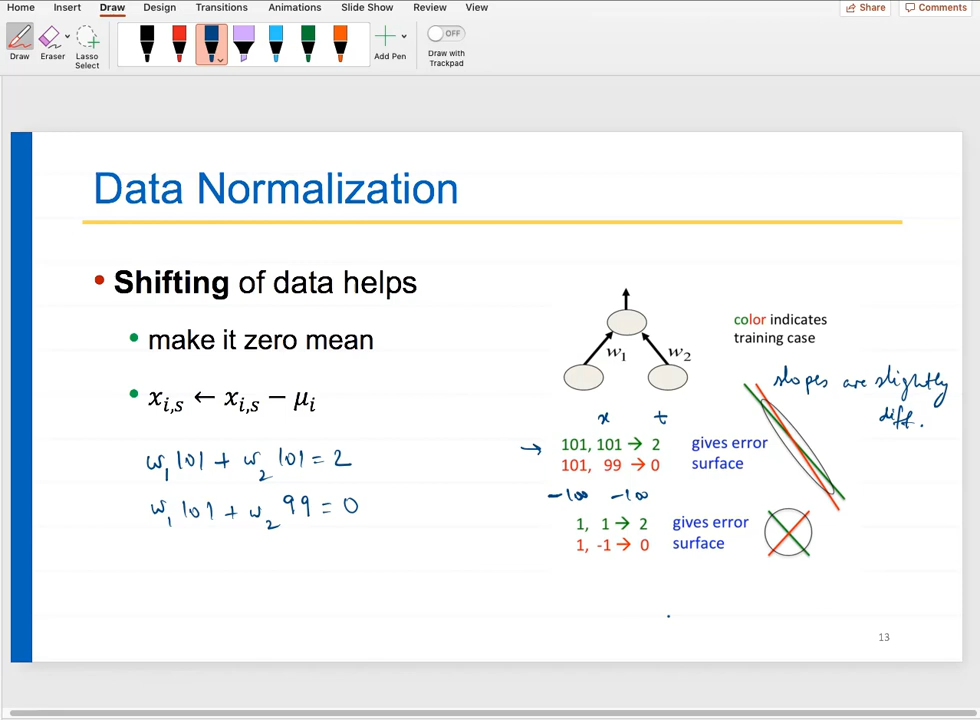 Home Insert Draw Design Transitions Animations Slide Show Review View Share Comments
Draw Eraser Lasso Select Add Pen OFF Draw with Trackpad
Data Normalization
• Shifting of data helps
• make it zero mean
• x_{i,s} ← x_{i,s} − μ_i
w₁ 101 + w₂ 101 = 2
w₁ 101 + w₂ 99 = 0
w₁ w₂
color indicates
training case
slopes are slightly
diff.
x t
→ 101, 101 → 2 gives error
101, 99 → 0 surface
-100 -100
1, 1 → 2 gives error
1, -1 → 0 surface
13